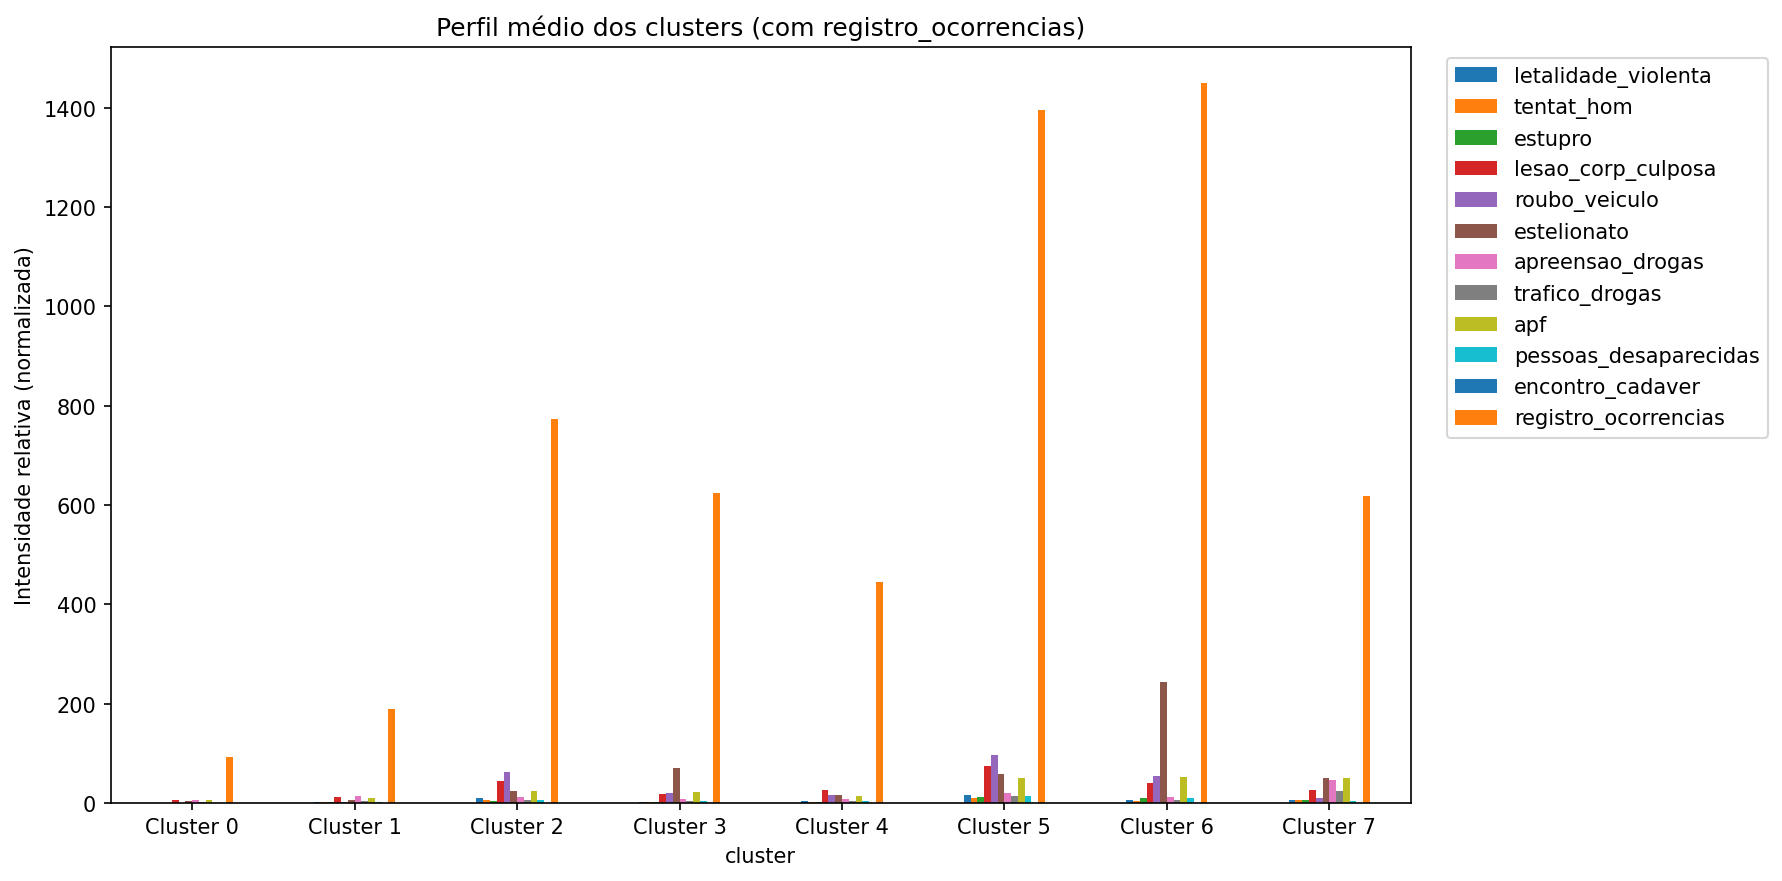 Perfil médio dos clusters (com registro_ocorrencias)
Intensidade relativa (normalizada)
1400
1200
1000
800
600
400
200
0
Cluster 0
Cluster 1
Cluster 2
Cluster 3
Cluster 4
Cluster 5
Cluster 6
Cluster 7
cluster
letalidade_violenta
tentat_hom
estupro
lesao_corp_culposa
roubo_veiculo
estelionato
apreensao_drogas
trafico_drogas
apf
pessoas_desaparecidas
encontro_cadaver
registro_ocorrencias